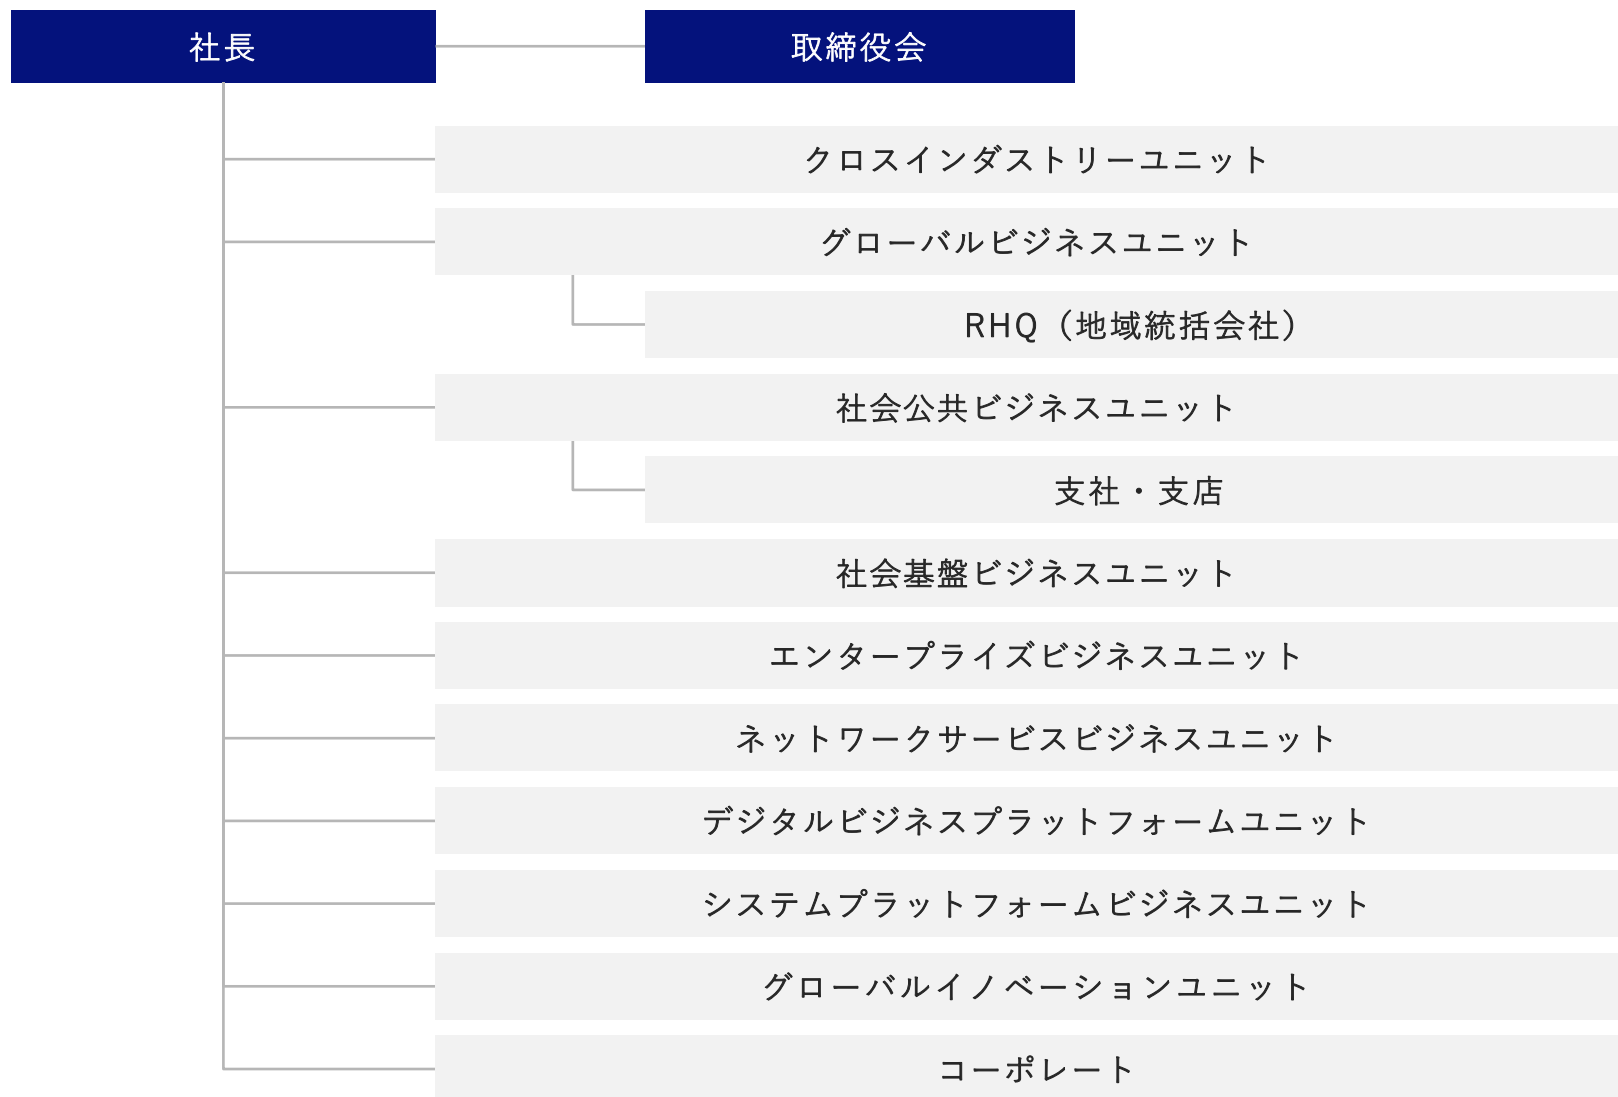 社長
取締役会
クロスインダストリーユニット
グローバルビジネスユニット
RHQ（地域統括会社）
社会公共ビジネスユニット
支社・支店
社会基盤ビジネスユニット
エンタープライズビジネスユニット
ネットワークサービスビジネスユニット
デジタルビジネスプラットフォームユニット
システムプラットフォームビジネスユニット
グローバルイノベーションユニット
コーポレート